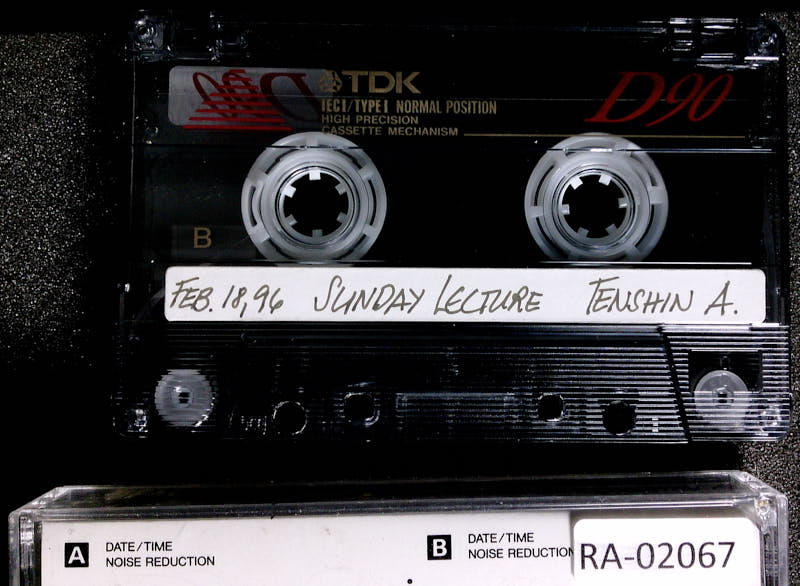 TDK
D90
IEC I / TYPE I NORMAL POSITION
HIGH PRECISION
CASSETTE MECHANISM
B
FEB. 18, 96 SUNDAY LECTURE TENSHIN A.
A DATE/TIME
NOISE REDUCTION
B DATE/TIME
NOISE REDUCTION
RA-02067